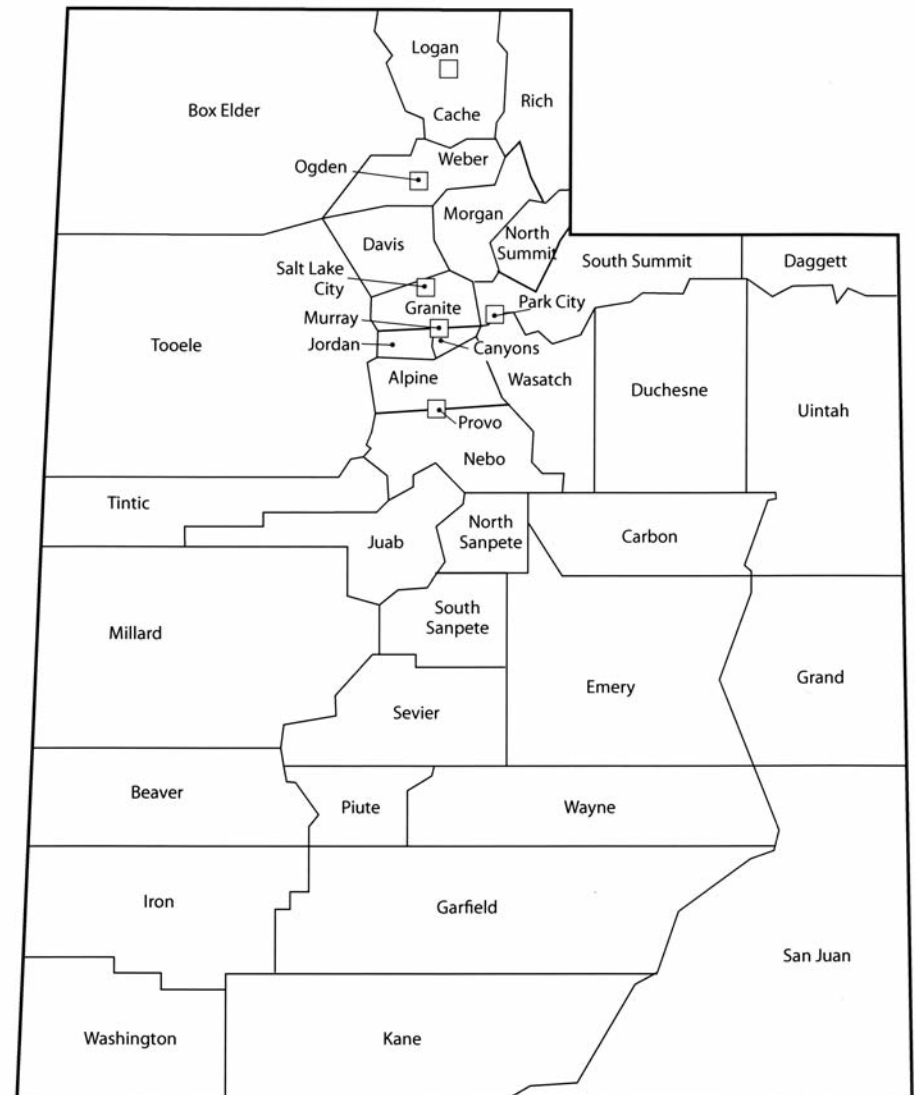 Logan
Rich
Box Elder
Cache
Weber
Ogden
Morgan
North
Summit
Davis
South Summit
Daggett
Salt Lake
City
Granite
Park City
Murray
Tooele
Jordan
Canyons
Alpine
Wasatch
Duchesne
Uintah
Provo
Nebo
Tintic
Juab
North
Sanpete
Carbon
South
Sanpete
Millard
Emery
Grand
Sevier
Beaver
Piute
Wayne
Iron
Garfield
San Juan
Washington
Kane